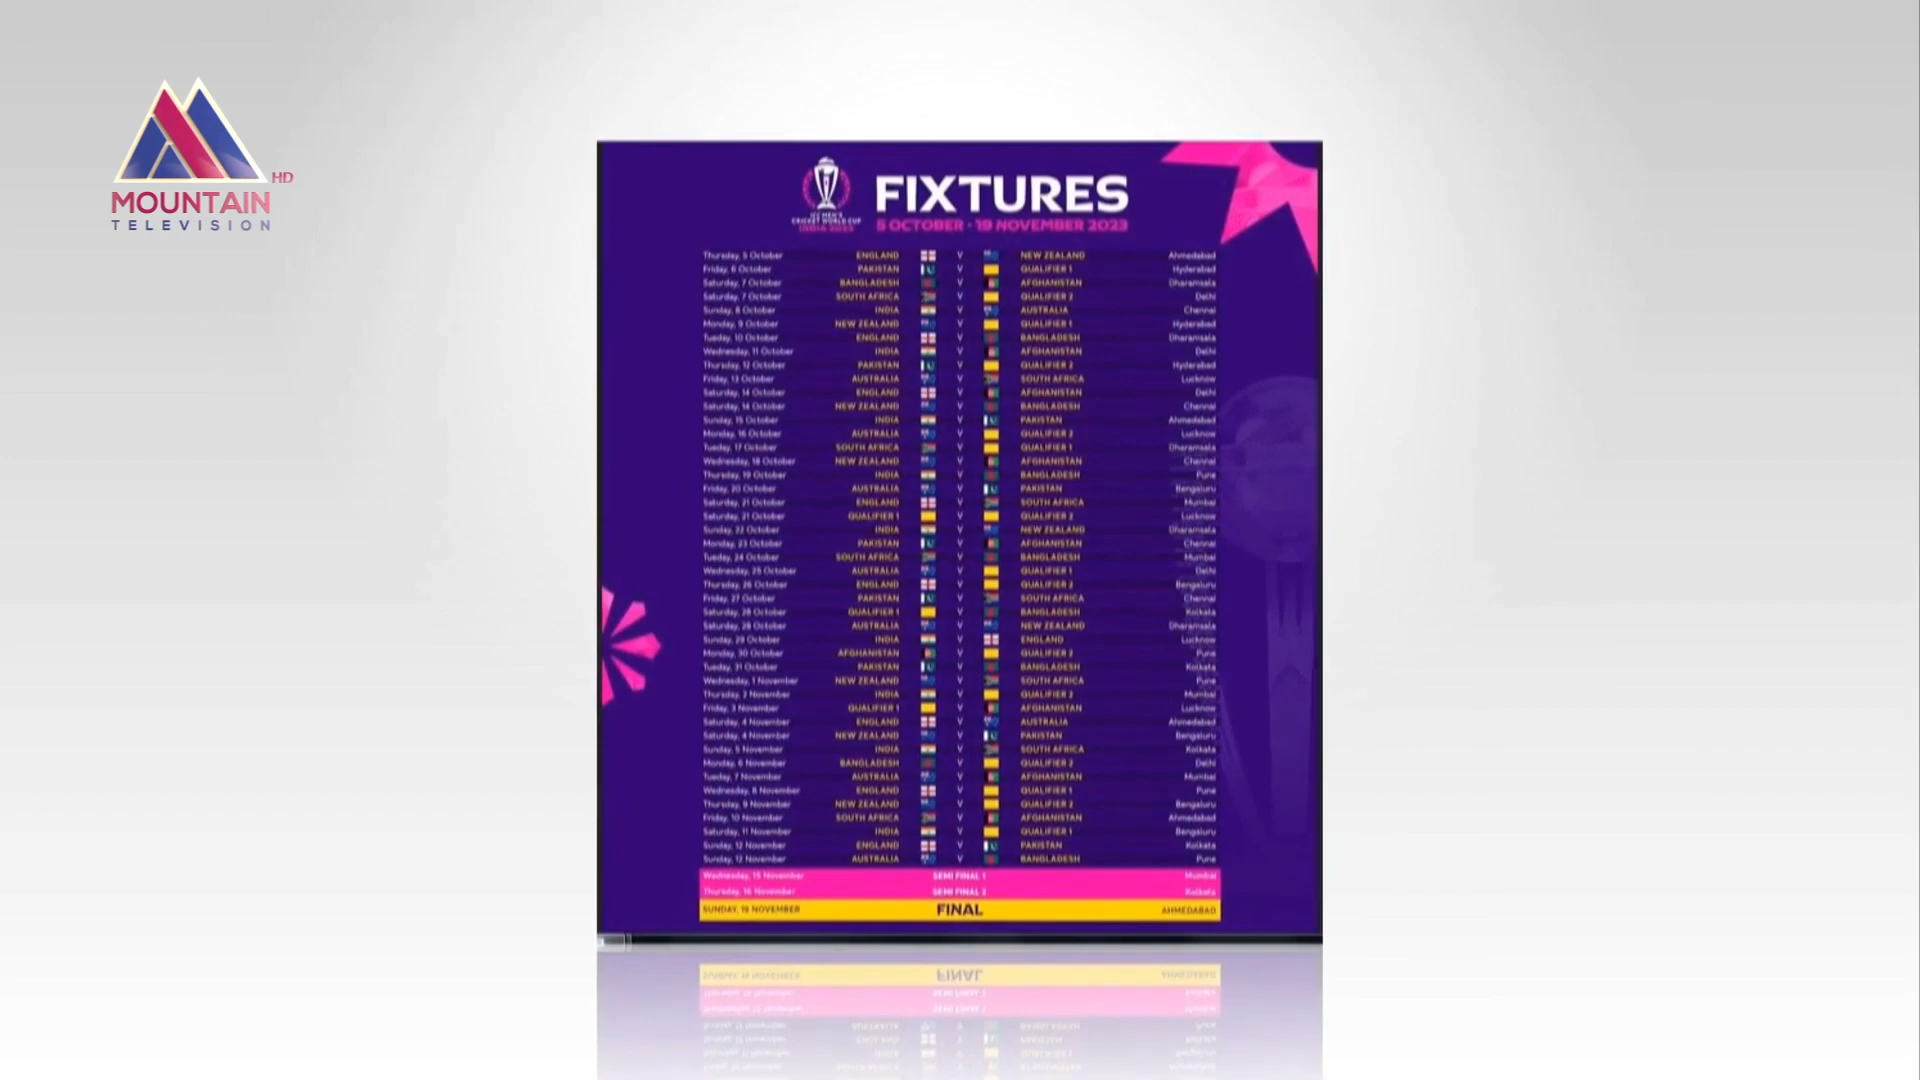 MOUNTAIN HD
TELEVISION
ICC MEN'S
CRICKET WORLD CUP
INDIA 2023
FIXTURES
5 OCTOBER - 19 NOVEMBER 2023
Thursday, 5 October ENGLAND V NEW ZEALAND Ahmedabad
Friday, 6 October PAKISTAN V QUALIFIER 1 Hyderabad
Saturday, 7 October BANGLADESH V AFGHANISTAN Dharamsala
Saturday, 7 October SOUTH AFRICA V QUALIFIER 2 Delhi
Sunday, 8 October INDIA V AUSTRALIA Chennai
Monday, 9 October NEW ZEALAND V QUALIFIER 1 Hyderabad
Tuesday, 10 October ENGLAND V BANGLADESH Dharamsala
Wednesday, 11 October INDIA V AFGHANISTAN Delhi
Thursday, 12 October PAKISTAN V QUALIFIER 2 Hyderabad
Friday, 13 October AUSTRALIA V SOUTH AFRICA Lucknow
Saturday, 14 October ENGLAND V AFGHANISTAN Delhi
Saturday, 14 October NEW ZEALAND V BANGLADESH Chennai
Sunday, 15 October INDIA V PAKISTAN Ahmedabad
Monday, 16 October AUSTRALIA V QUALIFIER 2 Lucknow
Tuesday, 17 October SOUTH AFRICA V QUALIFIER 1 Dharamsala
Wednesday, 18 October NEW ZEALAND V AFGHANISTAN Chennai
Thursday, 19 October INDIA V BANGLADESH Pune
Friday, 20 October AUSTRALIA V PAKISTAN Bengaluru
Saturday, 21 October ENGLAND V SOUTH AFRICA Mumbai
Saturday, 21 October QUALIFIER 1 V QUALIFIER 2 Lucknow
Sunday, 22 October INDIA V NEW ZEALAND Dharamsala
Monday, 23 October PAKISTAN V AFGHANISTAN Chennai
Tuesday, 24 October SOUTH AFRICA V BANGLADESH Mumbai
Wednesday, 25 October AUSTRALIA V QUALIFIER 1 Delhi
Thursday, 26 October ENGLAND V QUALIFIER 2 Bengaluru
Friday, 27 October PAKISTAN V SOUTH AFRICA Chennai
Saturday, 28 October QUALIFIER 1 V BANGLADESH Kolkata
Saturday, 28 October AUSTRALIA V NEW ZEALAND Dharamsala
Sunday, 29 October INDIA V ENGLAND Lucknow
Monday, 30 October AFGHANISTAN V QUALIFIER 2 Pune
Tuesday, 31 October PAKISTAN V BANGLADESH Kolkata
Wednesday, 1 November NEW ZEALAND V SOUTH AFRICA Pune
Thursday, 2 November INDIA V QUALIFIER 2 Mumbai
Friday, 3 November QUALIFIER 1 V AFGHANISTAN Lucknow
Saturday, 4 November ENGLAND V AUSTRALIA Ahmedabad
Saturday, 4 November NEW ZEALAND V PAKISTAN Bengaluru
Sunday, 5 November INDIA V SOUTH AFRICA Kolkata
Monday, 6 November BANGLADESH V QUALIFIER 2 Delhi
Tuesday, 7 November AUSTRALIA V AFGHANISTAN Mumbai
Wednesday, 8 November ENGLAND V QUALIFIER 1 Pune
Thursday, 9 November NEW ZEALAND V QUALIFIER 2 Bengaluru
Friday, 10 November SOUTH AFRICA V AFGHANISTAN Ahmedabad
Saturday, 11 November INDIA V QUALIFIER 1 Bengaluru
Sunday, 12 November ENGLAND V PAKISTAN Kolkata
Sunday, 12 November AUSTRALIA V BANGLADESH Pune
Wednesday, 15 November SEMI FINAL 1 Mumbai
Thursday, 16 November SEMI FINAL 2 Kolkata
SUNDAY, 19 NOVEMBER FINAL AHMEDABAD